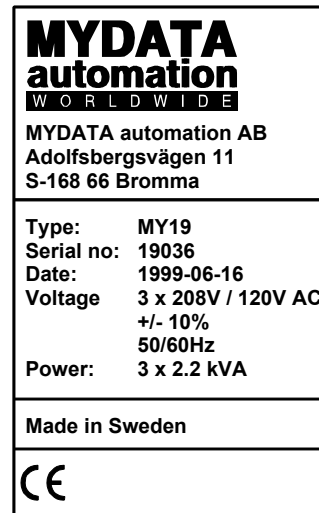 MYDATA
automation
WORLDWIDE
MYDATA automation AB
Adolfsbergsvägen 11
S-168 66 Bromma
Type: MY19
Serial no: 19036
Date: 1999-06-16
Voltage 3 x 208V / 120V AC
+/- 10%
50/60Hz
Power: 3 x 2.2 kVA
Made in Sweden
CE